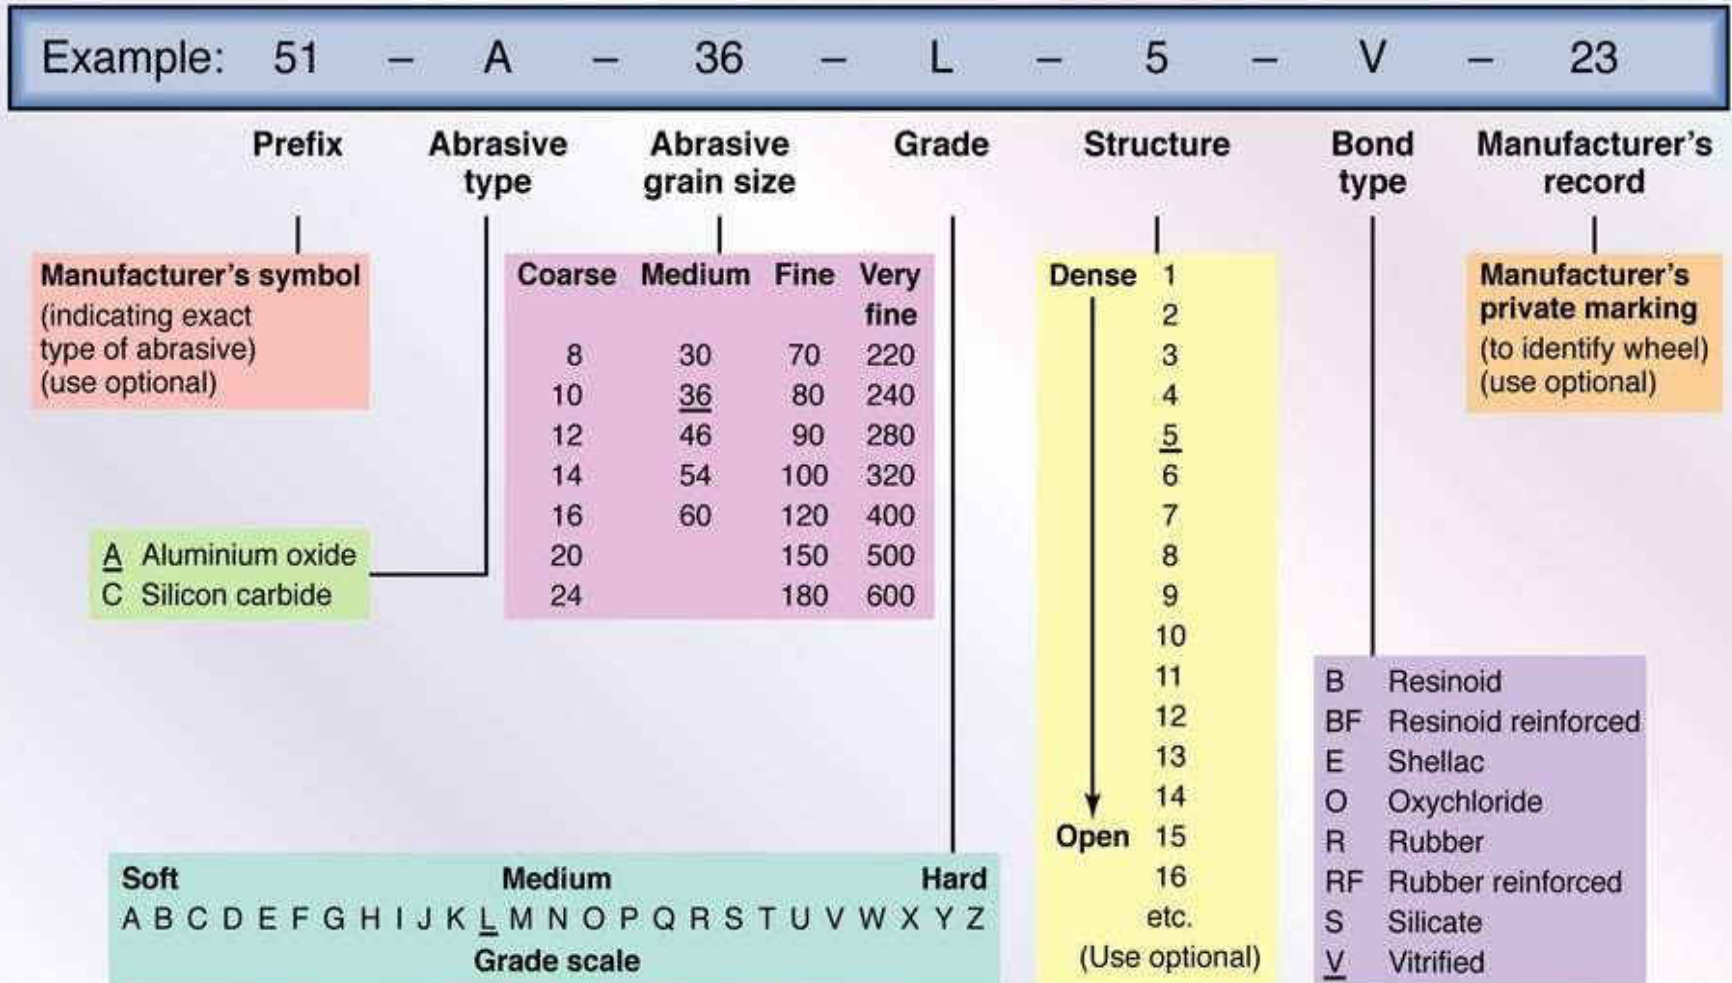 Example: 51 – A – 36 – L – 5 – V – 23
Prefix
Abrasive
type
Abrasive
grain size
Grade
Structure
Bond
type
Manufacturer's
record
Manufacturer's symbol
(indicating exact
type of abrasive)
(use optional)
A Aluminium oxide
C Silicon carbide
Coarse Medium Fine Very
fine
8 30 70 220
10 36 80 240
12 46 90 280
14 54 100 320
16 60 120 400
20 150 500
24 180 600
Soft Medium Hard
A B C D E F G H I J K L M N O P Q R S T U V W X Y Z
Grade scale
Dense 1
2
3
4
5
6
7
8
9
10
11
12
13
14
Open 15
16
etc.
(Use optional)
B Resinoid
BF Resinoid reinforced
E Shellac
O Oxychloride
R Rubber
RF Rubber reinforced
S Silicate
V Vitrified
Manufacturer's
private marking
(to identify wheel)
(use optional)